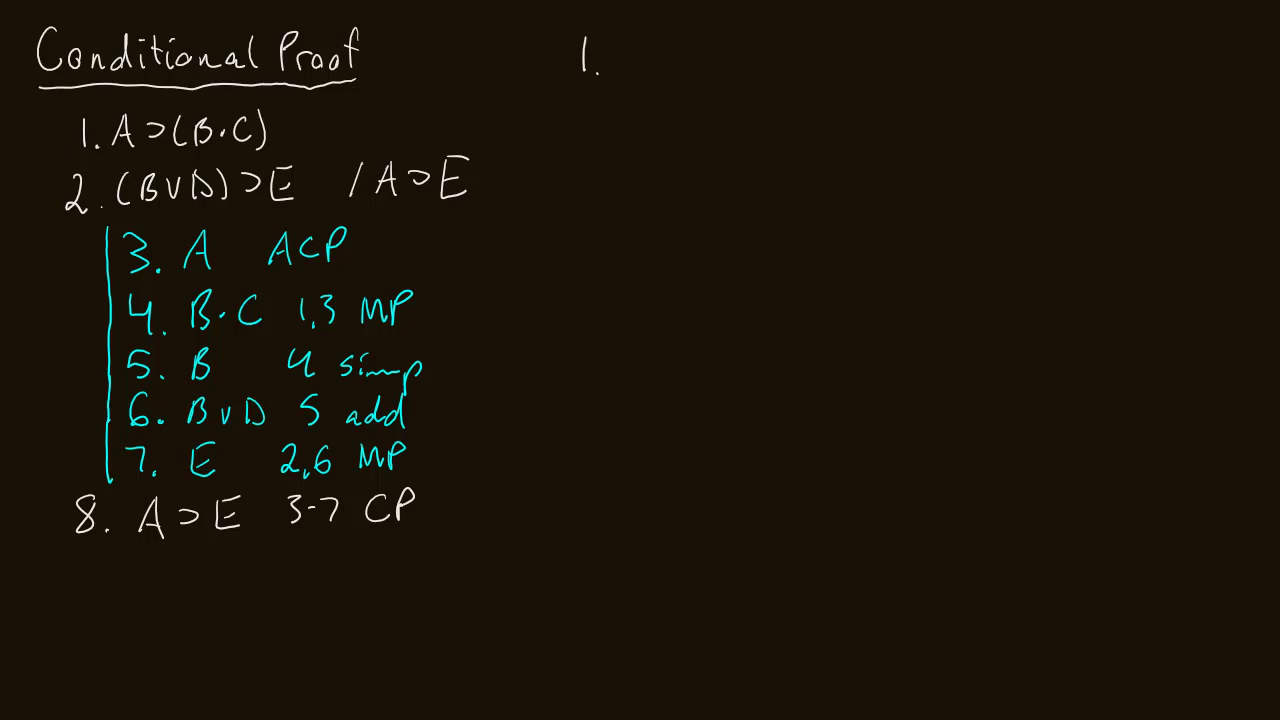 Conditional Proof
1. A ⊃ (B · C)
2. (B v D) ⊃ E / A ⊃ E
3. A ACP
4. B · C 1,3 MP
5. B 4 simp
6. B v D 5 add
7. E 2,6 MP
8. A ⊃ E 3-7 CP
1.